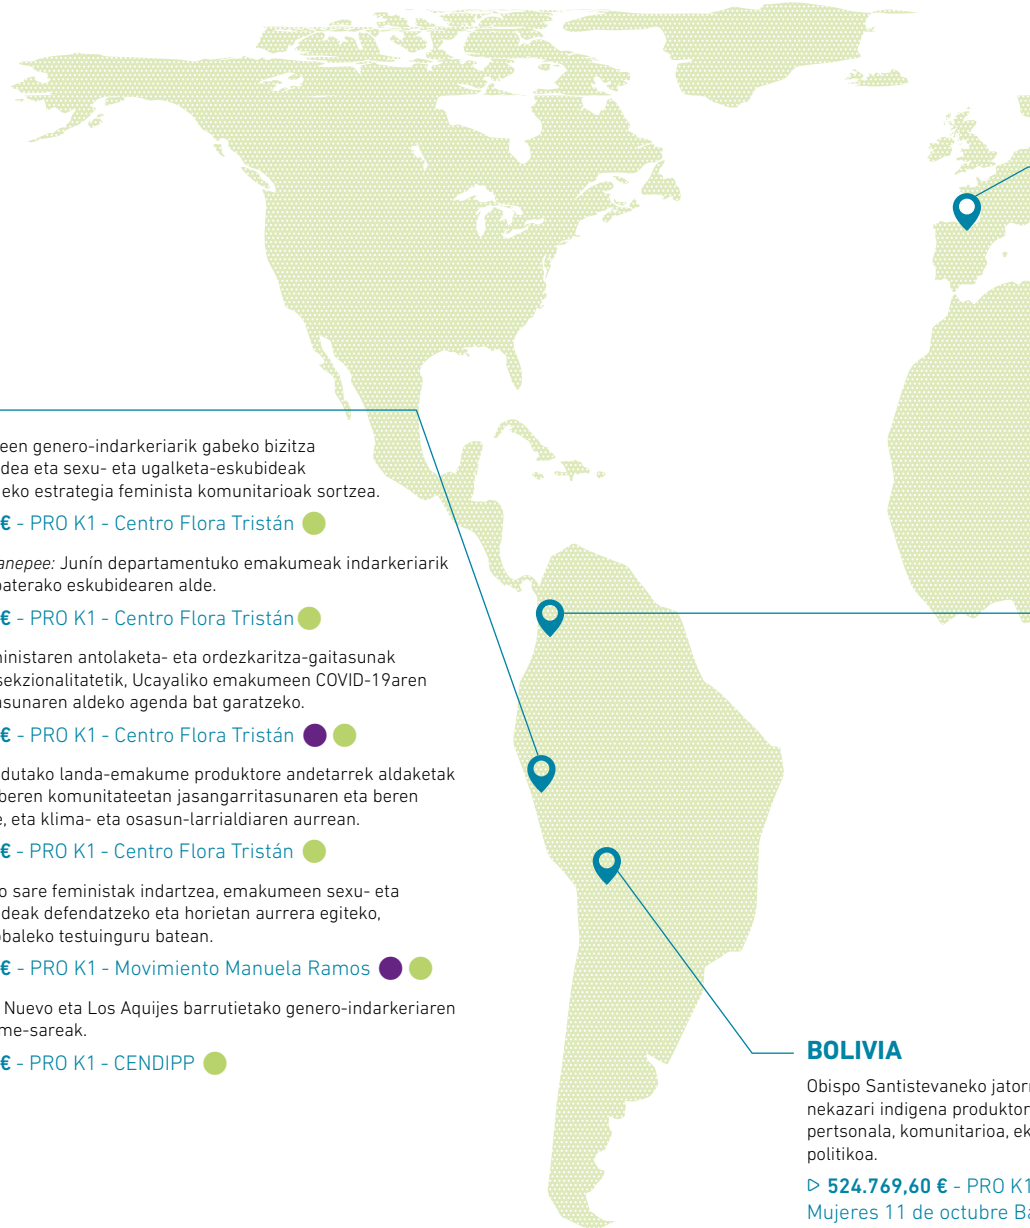 een genero-indarkeriarik gabeko bizitza
dea eta sexu- eta ugalketa-eskubideak
eko estrategia feminista komunitarioak sortzea.
€ - PRO K1 - Centro Flora Tristán
anepee: Junín departamentuko emakumeak indarkeriarik
baterako eskubidearen alde.
€ - PRO K1 - Centro Flora Tristán
ministaren antolaketa- eta ordezkaritza-gaitasunak
sekzionalitatetik, Ucayaliko emakumeen COVID-19aren
asunaren aldeko agenda bat garatzeko.
€ - PRO K1 - Centro Flora Tristán
dutako landa-emakume produktore andetarrek aldaketak
beren komunitateetan jasangarritasunaren eta beren
e, eta klima- eta osasun-larrialdiaren aurrean.
€ - PRO K1 - Centro Flora Tristán
o sare feministak indartzea, emakumeen sexu- eta
deak defendatzeko eta horietan aurrera egiteko,
obaleko testuinguru batean.
€ - PRO K1 - Movimiento Manuela Ramos
Nuevo eta Los Aquijes barrutietako genero-indarkeriaren
me-sareak.
€ - PRO K1 - CENDIPP
BOLIVIA
Obispo Santistevaneko jatorr
nekazari indigena produktor
pertsonala, komunitarioa, ek
politikoa.
▷ 524.769,60 € - PRO K1
Mujeres 11 de octubre Ba